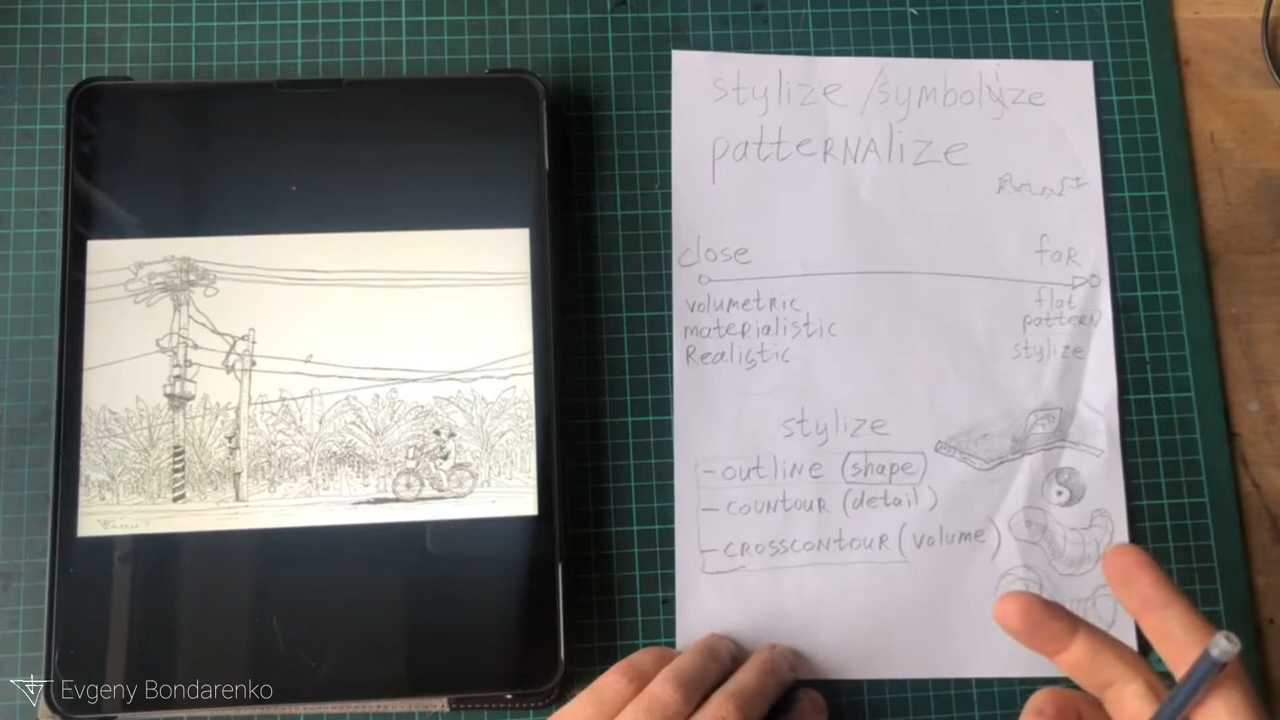 stylize / symbolyze
patteRNAlize
close
faR
volumetRic
mateRialistic
Realistic
flat
patteRN
stylize
stylize
- outline (shape)
- countouR (detail)
- cRosscontouR (volume)
Evgeny Bondarenko